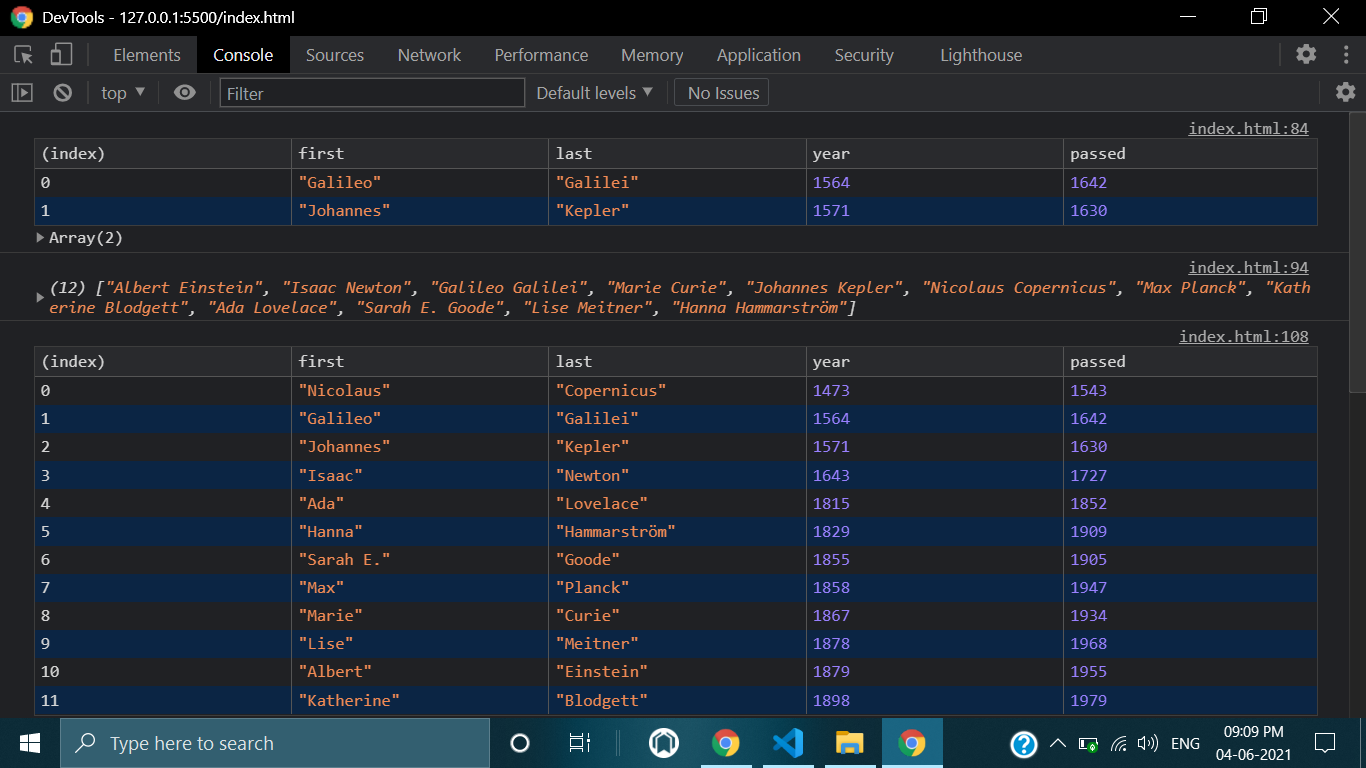 DevTools - 127.0.0.1:5500/index.html
Elements Console Sources Network Performance Memory Application Security Lighthouse
top Filter Default levels No Issues
index.html:84
(index) first last year passed
0 "Galileo" "Galilei" 1564 1642
1 "Johannes" "Kepler" 1571 1630
Array(2)
index.html:94
(12) ["Albert Einstein", "Isaac Newton", "Galileo Galilei", "Marie Curie", "Johannes Kepler", "Nicolaus Copernicus", "Max Planck", "Kath
erine Blodgett", "Ada Lovelace", "Sarah E. Goode", "Lise Meitner", "Hanna Hammarström"]
index.html:108
(index) first last year passed
0 "Nicolaus" "Copernicus" 1473 1543
1 "Galileo" "Galilei" 1564 1642
2 "Johannes" "Kepler" 1571 1630
3 "Isaac" "Newton" 1643 1727
4 "Ada" "Lovelace" 1815 1852
5 "Hanna" "Hammarström" 1829 1909
6 "Sarah E." "Goode" 1855 1905
7 "Max" "Planck" 1858 1947
8 "Marie" "Curie" 1867 1934
9 "Lise" "Meitner" 1878 1968
10 "Albert" "Einstein" 1879 1955
11 "Katherine" "Blodgett" 1898 1979
Type here to search ENG 09:09 PM
04-06-2021